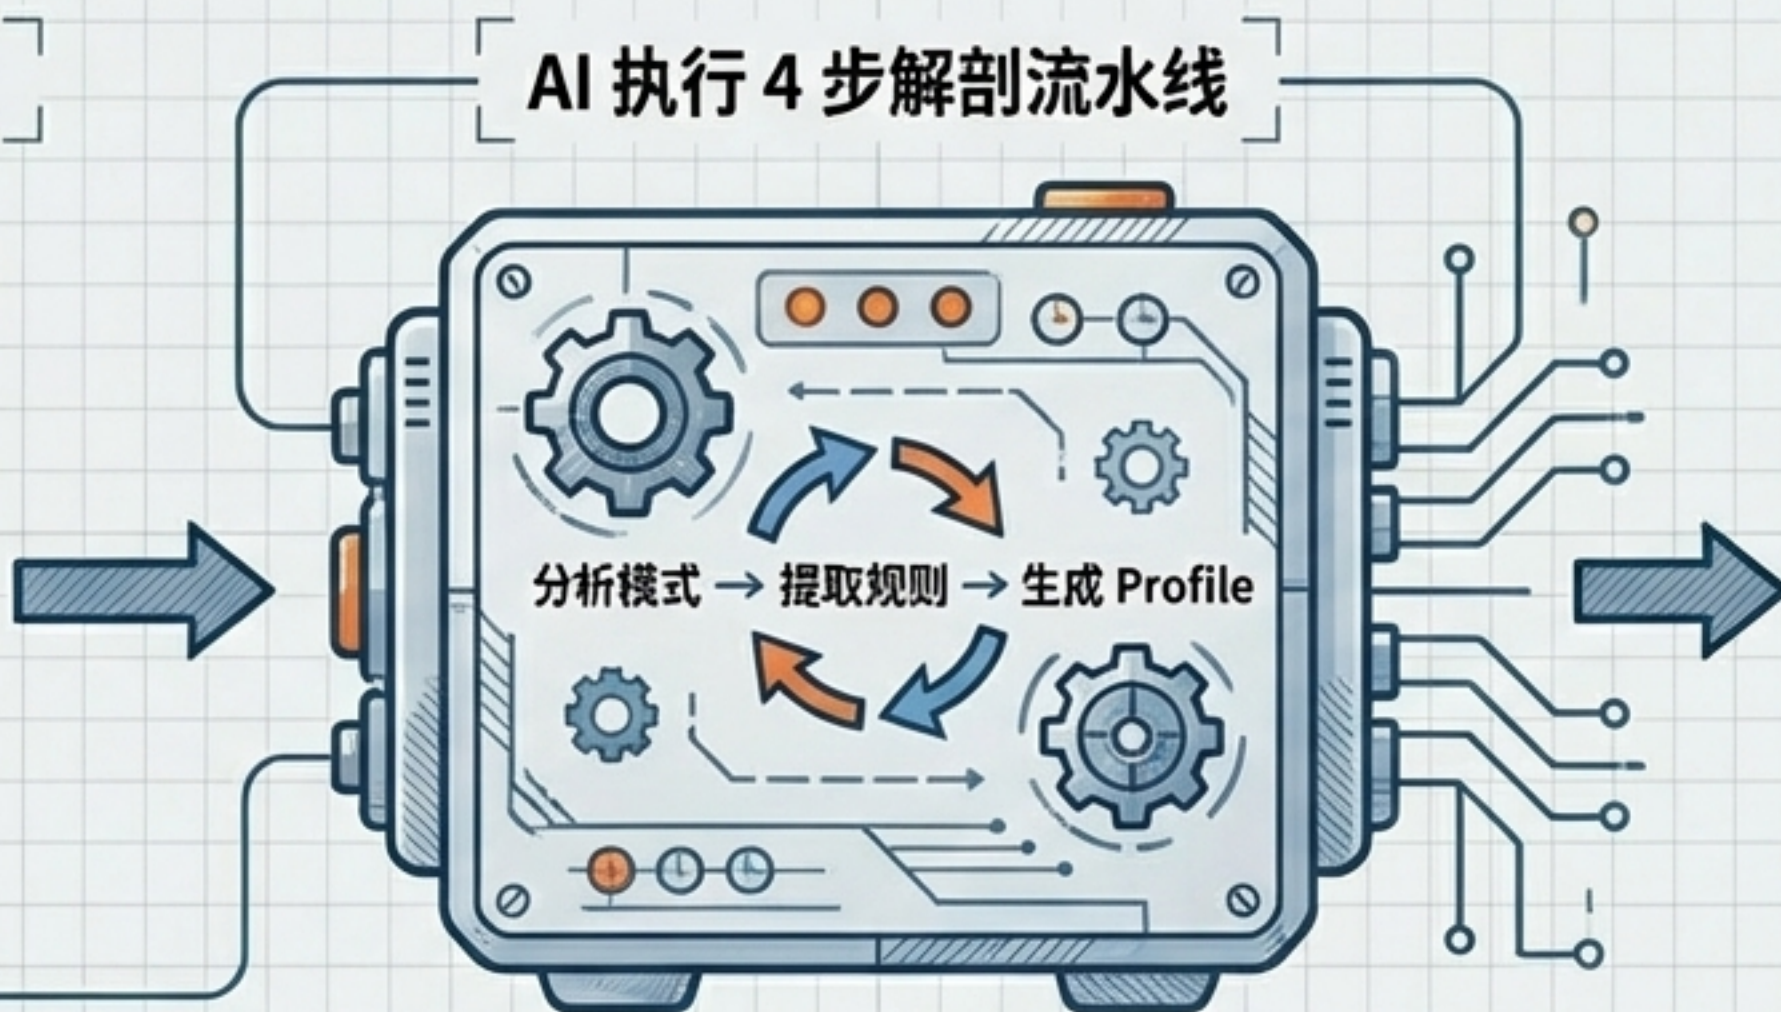 AI 执行 4 步解剖流水线
分析模式 → 提取规则 → 生成 Profile